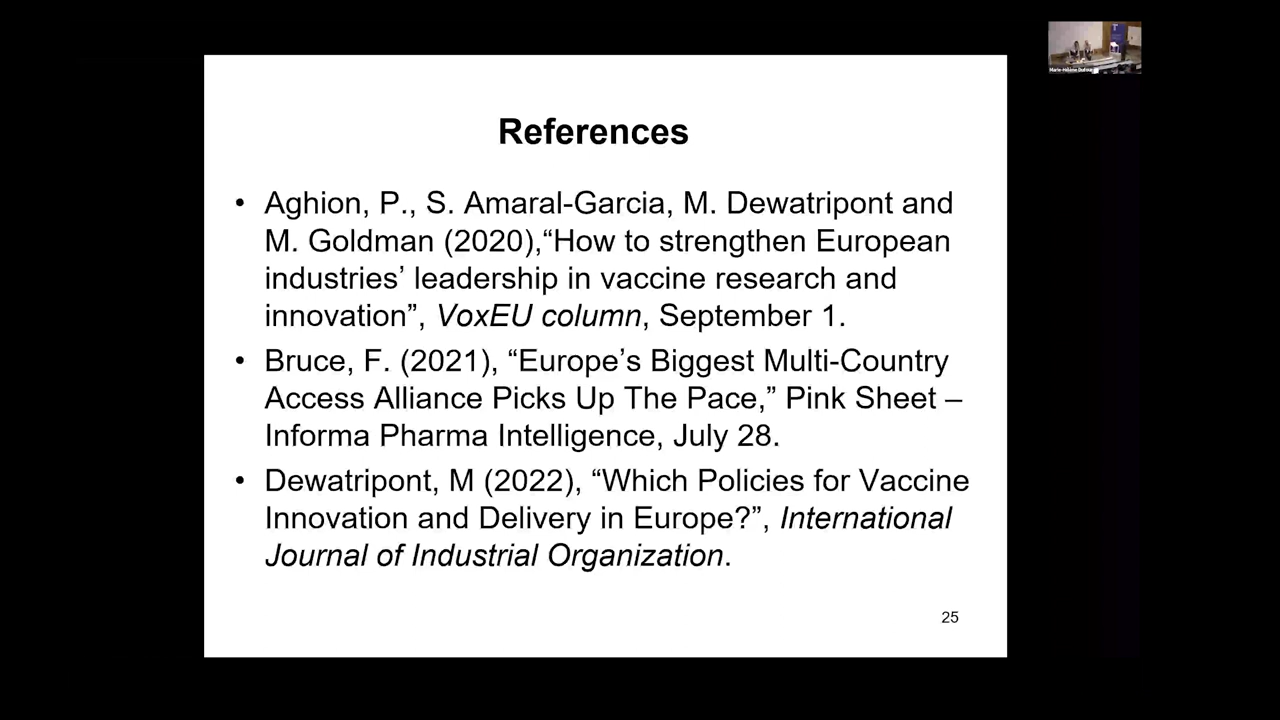 References
• Aghion, P., S. Amaral-Garcia, M. Dewatripont and
M. Goldman (2020),“How to strengthen European
industries’ leadership in vaccine research and
innovation”, VoxEU column, September 1.
• Bruce, F. (2021), “Europe’s Biggest Multi-Country
Access Alliance Picks Up The Pace,” Pink Sheet –
Informa Pharma Intelligence, July 28.
• Dewatripont, M (2022), “Which Policies for Vaccine
Innovation and Delivery in Europe?”, International
Journal of Industrial Organization.
25